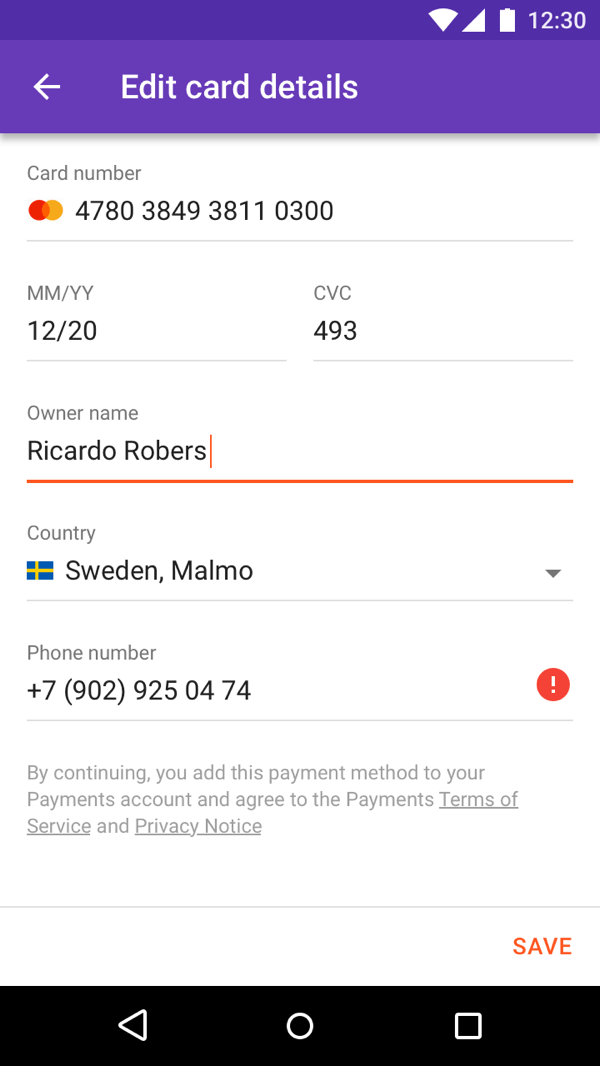 12:30
Edit card details
Card number
4780 3849 3811 0300
MM/YY
CVC
12/20
493
Owner name
Ricardo Robers
Country
Sweden, Malmo
Phone number
+7 (902) 925 04 74
By continuing, you add this payment method to your
Payments account and agree to the Payments Terms of
Service and Privacy Notice
SAVE